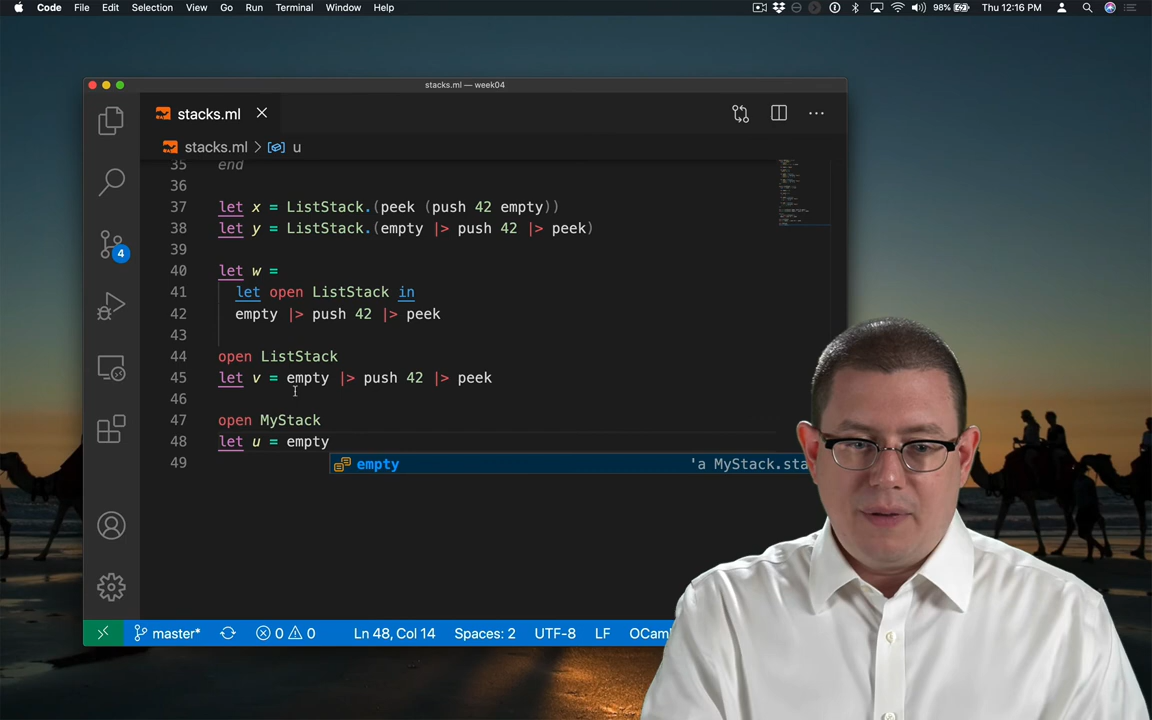 Code File Edit Selection View Go Run Terminal Window Help 98% Thu 12:16 PM
stacks.ml — week04
stacks.ml
stacks.ml > u
35 end
36
37 let x = ListStack.(peek (push 42 empty))
38 let y = ListStack.(empty |> push 42 |> peek)
39
40 let w =
41 let open ListStack in
42 empty |> push 42 |> peek
43
44 open ListStack
45 let v = empty |> push 42 |> peek
46
47 open MyStack
48 let u = empty
empty 'a MyStack.sta
49
4
master* 0 0 Ln 48, Col 14 Spaces: 2 UTF-8 LF OCaml